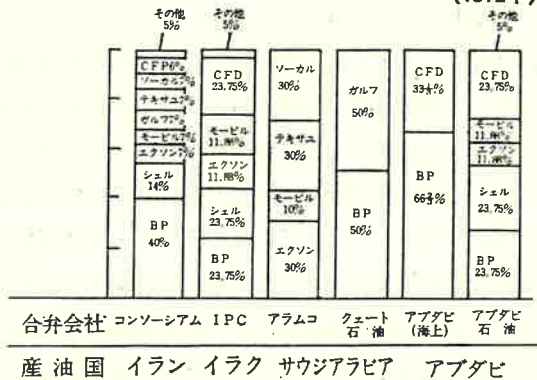 その他
5%
CFP6%
ソーカル7%
テキサコ7%
ガルフ7%
モービル7%
エクソン7%
シェル
14%
BP
40%
その他
5%
CFD
23.75%
モービル
11.88%
エクソン
11.88%
シェル
23.75%
BP
23.75%
ソーカル
30%
テキサコ
30%
モービル
10%
エクソン
30%
ガルフ
50%
BP
50%
CFD
33⅓%
BP
66⅔%
その他
5%
CFD
23.75%
モービル
11.88%
エクソン
11.88%
シェル
23.75%
BP
23.75%
合弁会社 コンソーシアム IPC アラムコ クェート石油 アブダビ(海上) アブダビ石油
産油国 イラン イラク サウジアラビア アブダビ